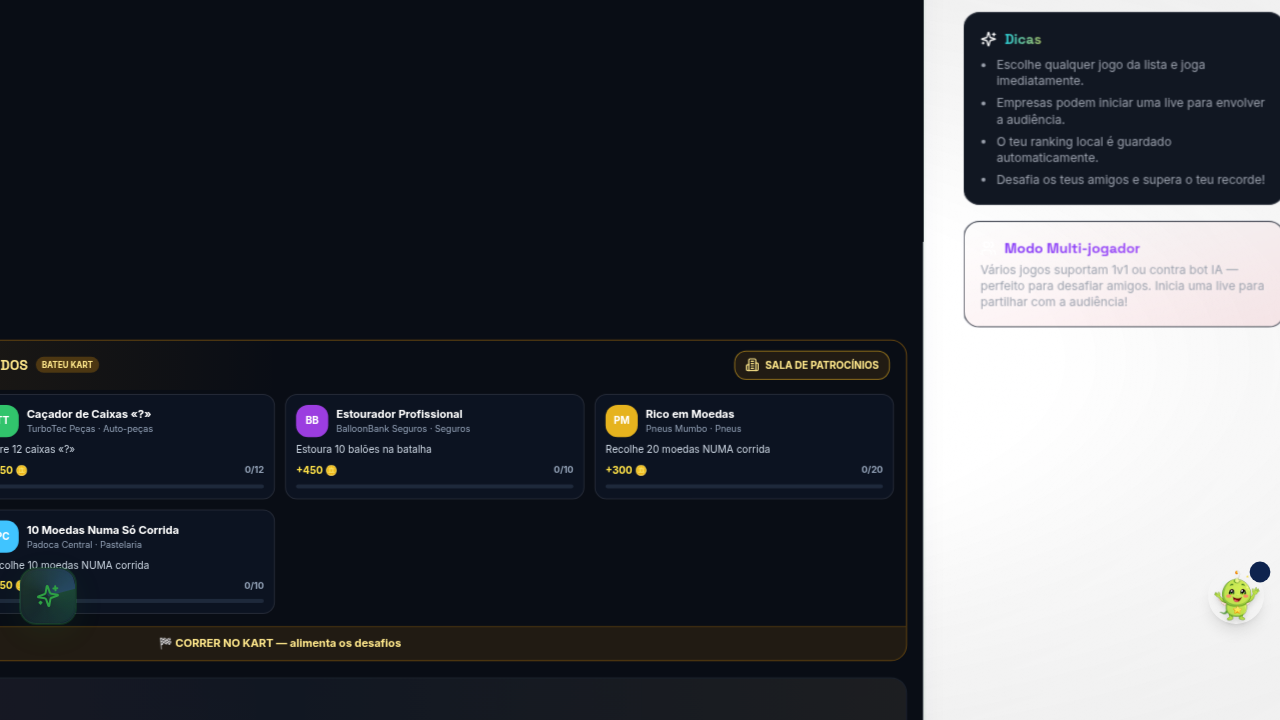 DOS
BATEU KART
SALA DE PATROCÍNIOS
TT
Caçador de Caixas «?»
TurboTec Peças · Auto-peças
re 12 caixas «?»
50
0/12
BB
Estourador Profissional
BalloonBank Seguros · Seguros
Estoura 10 balões na batalha
+450
0/10
PM
Rico em Moedas
Pneus Mumbo · Pneus
Recolhe 20 moedas NUMA corrida
+300
0/20
PC
10 Moedas Numa Só Corrida
Padoca Central · Pastelaria
colhe 10 moedas NUMA corrida
50
0/10
🏁 CORRER NO KART — alimenta os desafios
Dicas
• Escolhe qualquer jogo da lista e joga
imediatamente.
• Empresas podem iniciar uma live para envolver
a audiência.
• O teu ranking local é guardado
automaticamente.
• Desafia os teus amigos e supera o teu recorde!
Modo Multi-jogador
Vários jogos suportam 1v1 ou contra bot IA —
perfeito para desafiar amigos. Inicia uma live para
partilhar com a audiência!